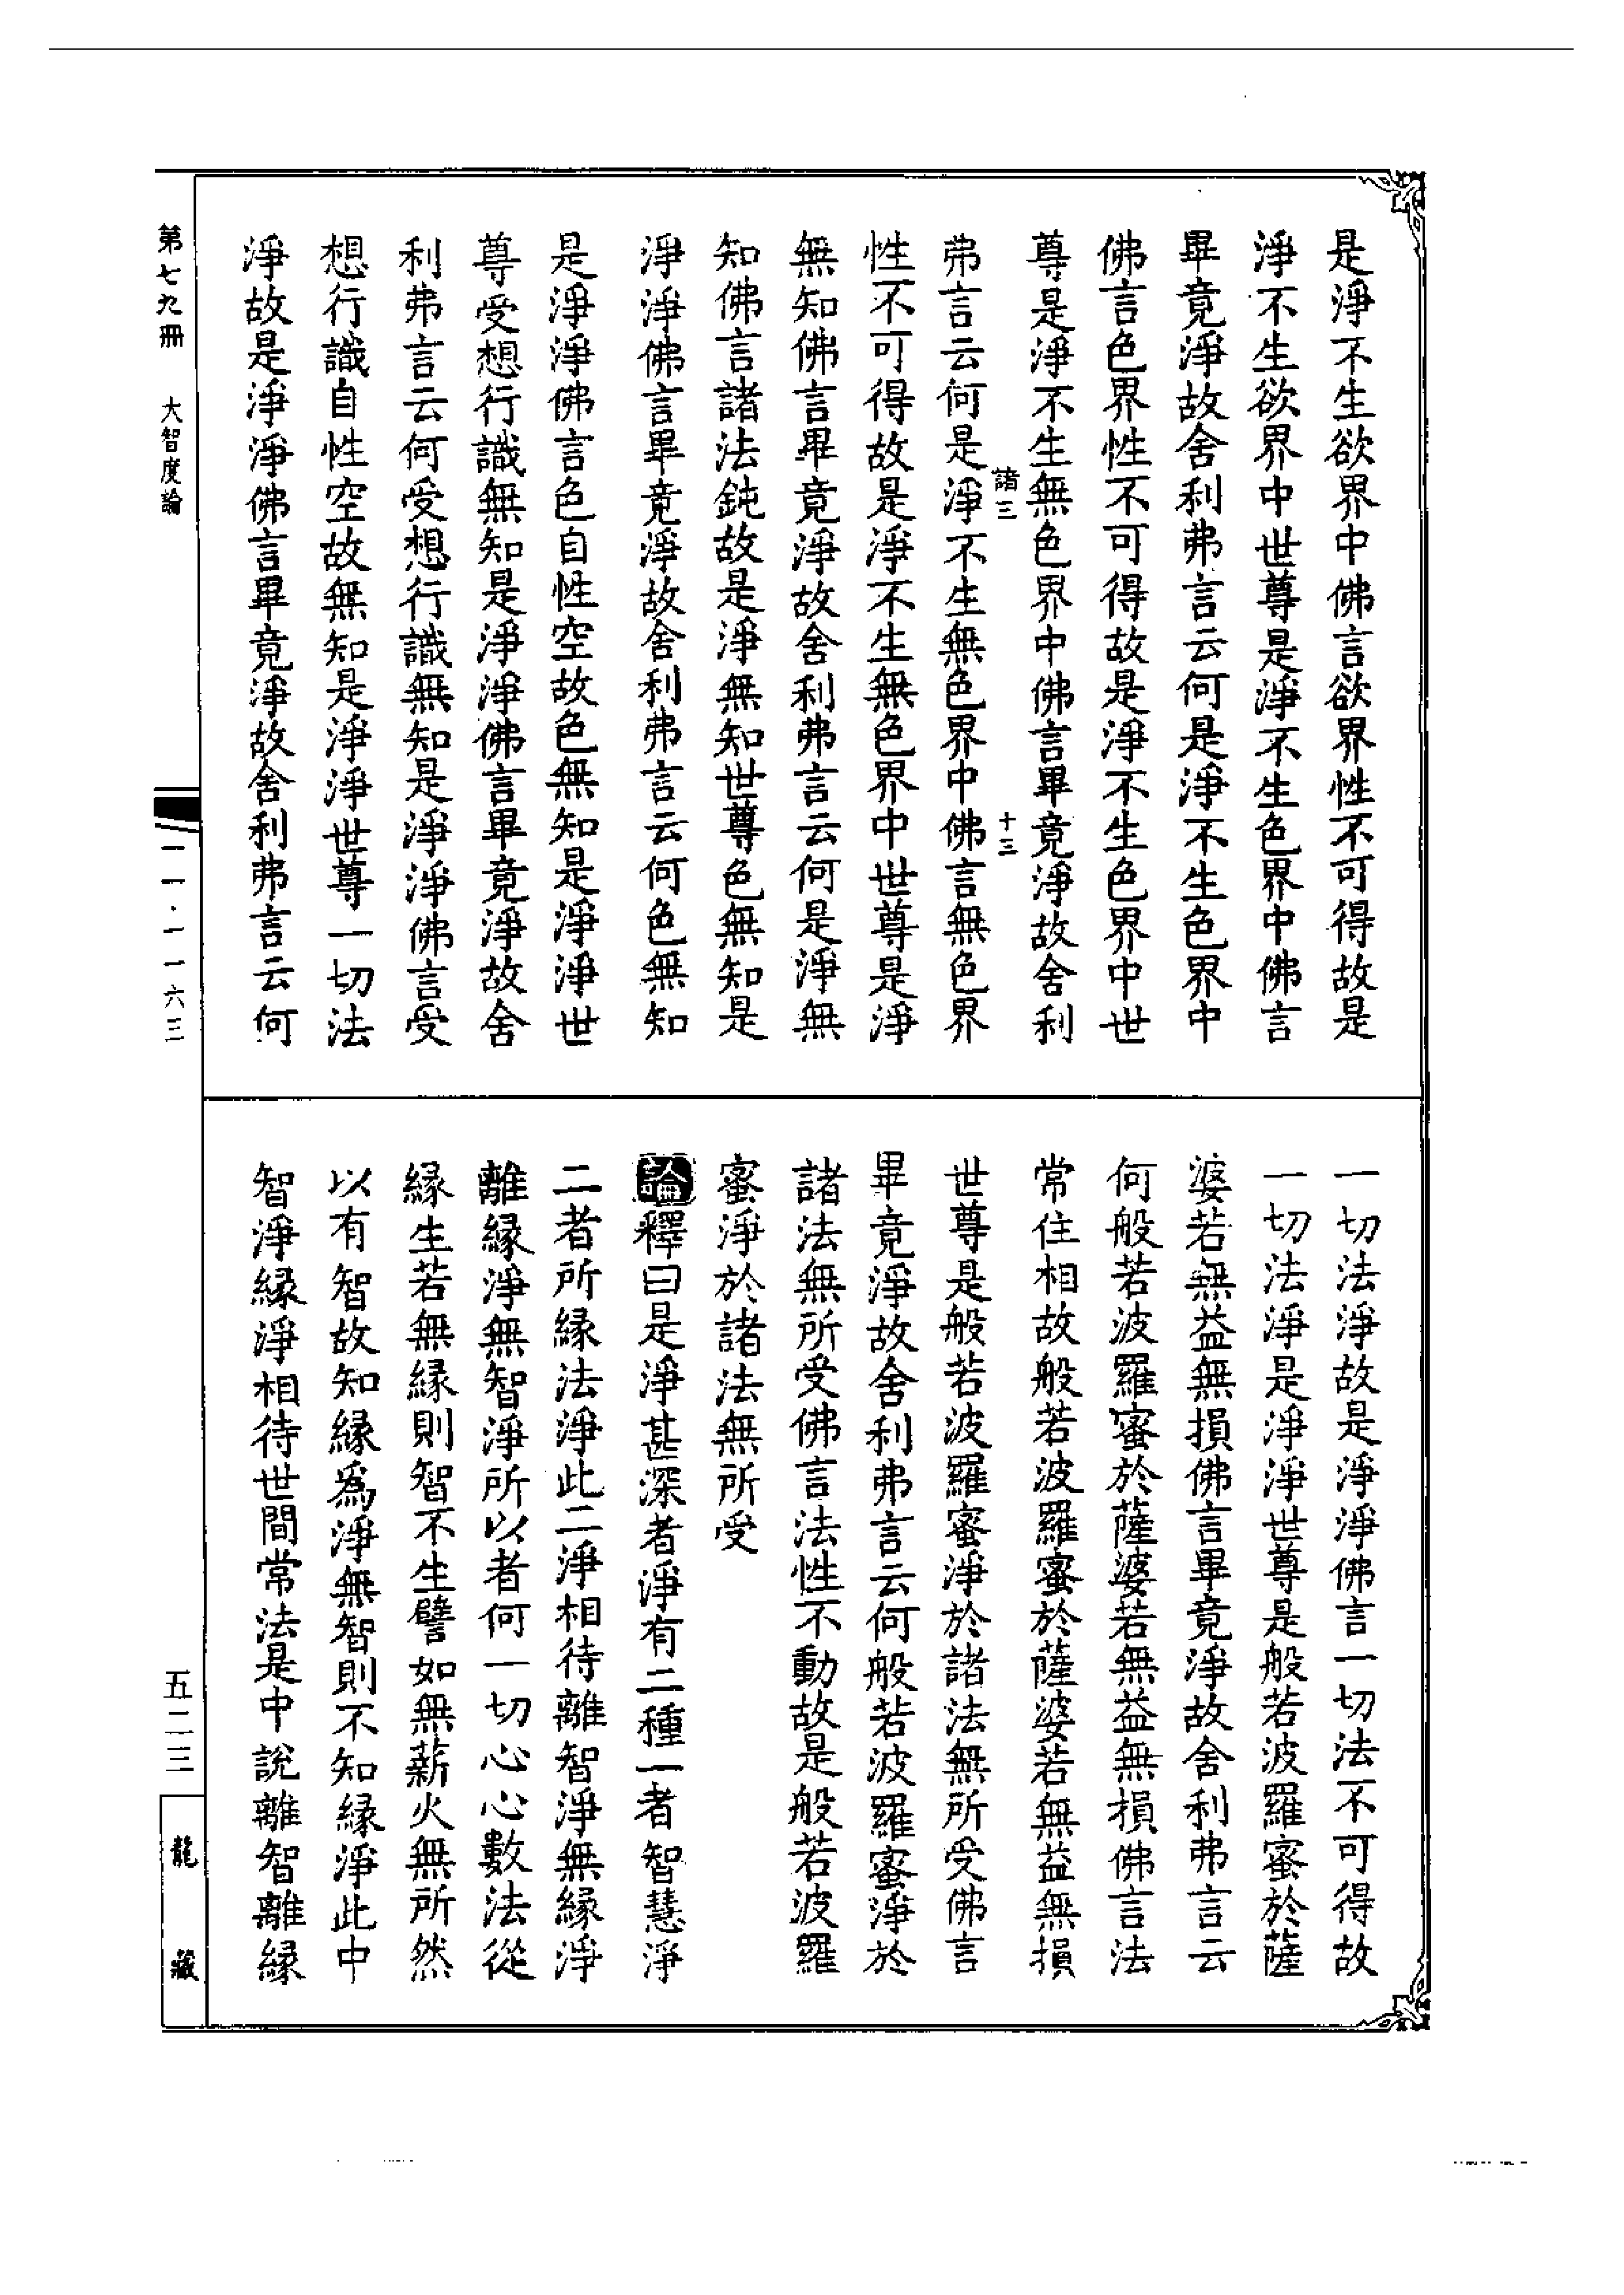 是淨不生欲界中佛言欲界性不可得故是
淨不生欲界中世尊是淨不生色界中佛言
畢竟淨故舍利弗言云何是淨不生色界中
佛言色界性不可得故是淨不生色界中世
尊是淨不生無色界中佛言畢竟淨故舍利
諸三
十三
弗言云何是淨不生無色界中佛言無色界
性不可得故是淨不生無色界中世尊是淨
無知佛言畢竟淨故舍利弗言云何是淨無
知佛言諸法鈍故是淨無知世尊色無知是
淨淨佛言畢竟淨故舍利弗言云何色無知
是淨淨佛言色自性空故色無知是淨淨世
尊受想行識無知是淨淨佛言畢竟淨故舍
利弗言云何受想行識無知是淨淨佛言受
想行識自性空故無知是淨淨世尊一切法
淨故是淨淨佛言畢竟淨故舍利弗言云何
一切法淨故是淨淨佛言一切法不可得故
一切法淨是淨淨世尊是般若波羅蜜於薩
婆若無益無損佛言畢竟淨故舍利弗言云
何般若波羅蜜於薩婆若無益無損佛言法
常住相故般若波羅蜜於薩婆若無益無損
世尊是般若波羅蜜淨於諸法無所受佛言
畢竟淨故舍利弗言云何般若波羅蜜淨於
諸法無所受佛言法性不動故是般若波羅
蜜淨於諸法無所受
論釋曰是淨甚深者淨有二種一者智慧淨
二者所緣法淨此二淨相待離智淨無緣淨
離緣淨無智淨所以者何一切心心數法從
緣生若無緣則智不生譬如無薪火無所然
以有智故知緣為淨無智則不知緣淨此中
智淨緣淨相待世間常法是中說離智離緣
第七九冊 大智度論
二一·一一六三
五二三
龍藏